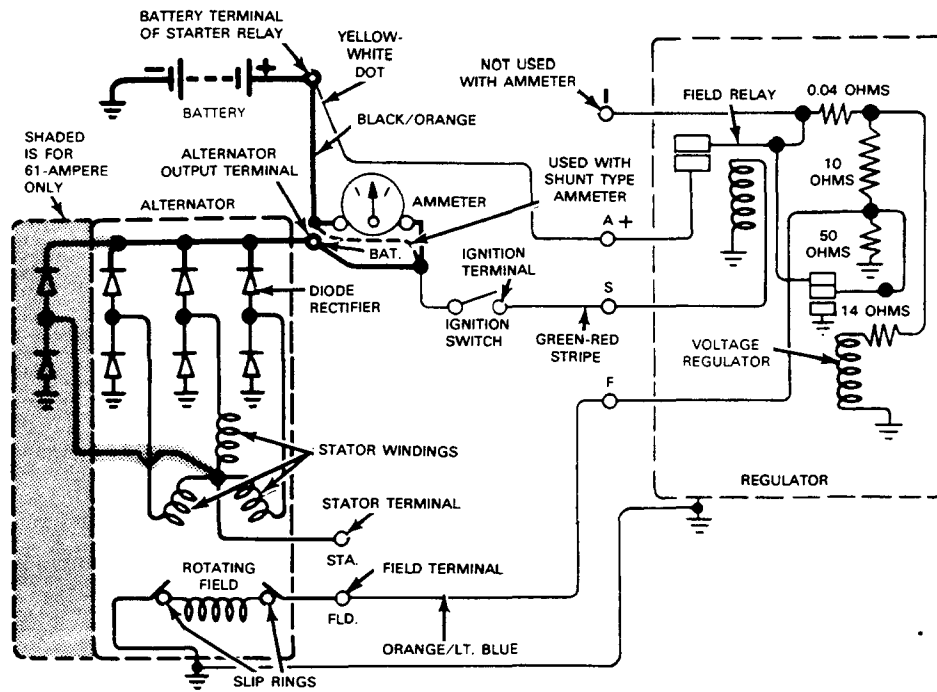 BATTERY TERMINAL
OF STARTER RELAY
YELLOW-
WHITE
DOT
NOT USED
WITH AMMETER
I
REGULATOR
0.04 OHMS
FIELD RELAY
− +
BATTERY
BLACK/ORANGE
SHADED
IS FOR
61-AMPERE
ONLY
ALTERNATOR
OUTPUT TERMINAL
USED WITH
SHUNT TYPE
AMMETER
10
OHMS
ALTERNATOR
AMMETER
A +
50
OHMS
BAT.
IGNITION
TERMINAL
DIODE
RECTIFIER
S
14 OHMS
IGNITION
SWITCH
GREEN-RED
STRIPE
VOLTAGE
REGULATOR
F
STATOR WINDINGS
REGULATOR
STATOR TERMINAL
STA.
ROTATING
FIELD
FIELD TERMINAL
FLD.
ORANGE/LT. BLUE
SLIP RINGS